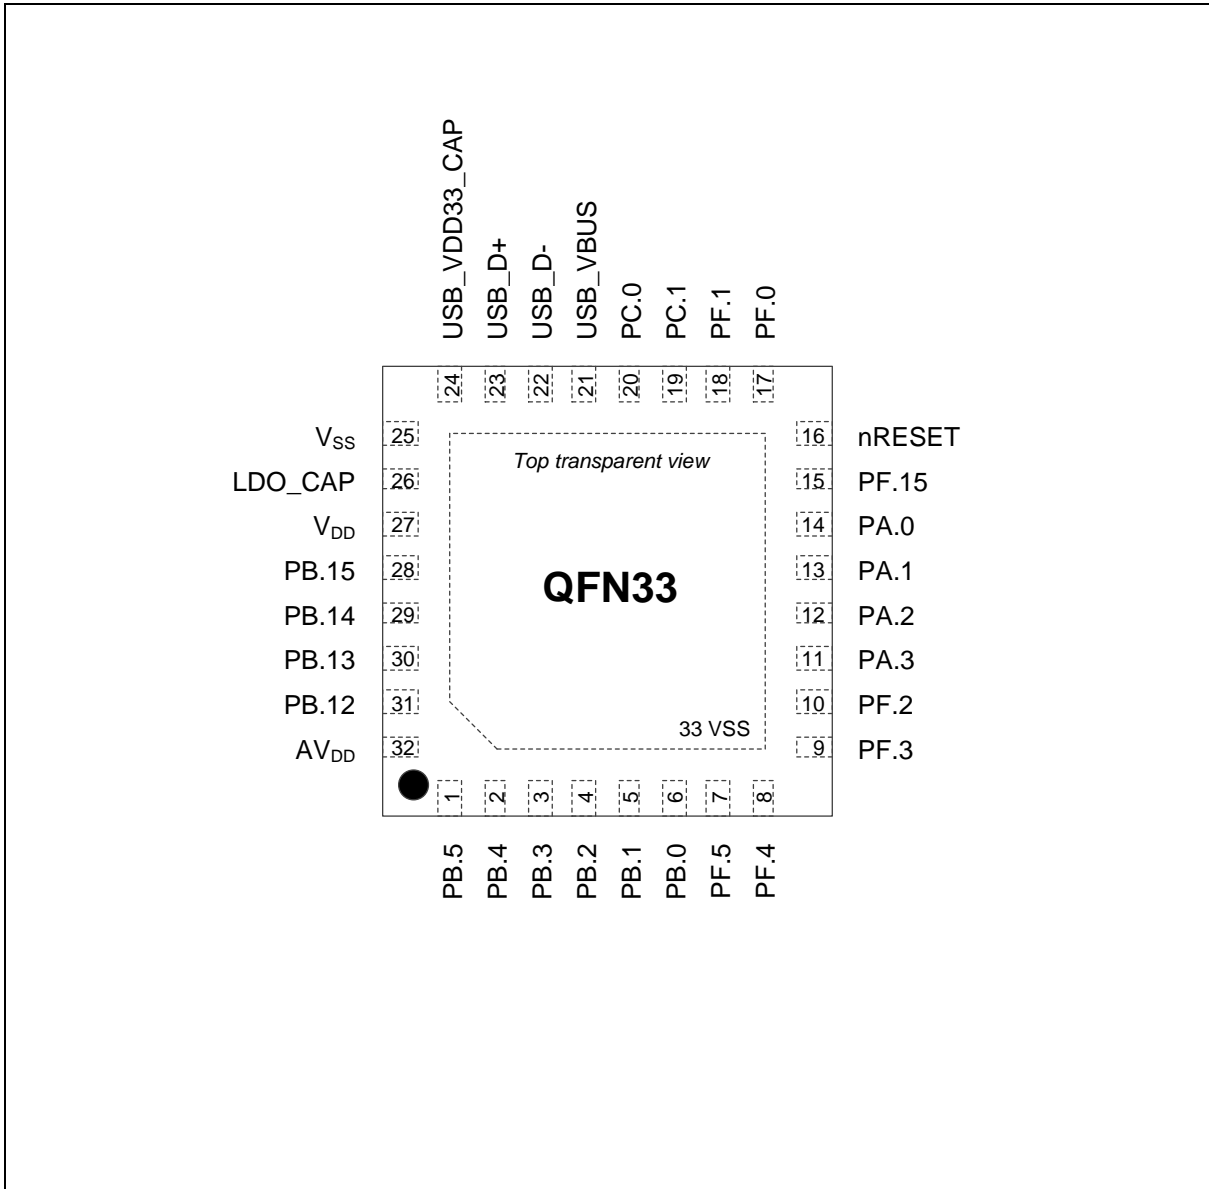 USB_VDD33_CAP
USB_D+
USB_D-
USB_VBUS
PC.0
PC.1
PF.1
PF.0
24
23
22
21
20
19
18
17
VSS 25
LDO_CAP 26
VDD 27
PB.15 28
PB.14 29
PB.13 30
PB.12 31
AVDD 32
Top transparent view
QFN33
33 VSS
16 nRESET
15 PF.15
14 PA.0
13 PA.1
12 PA.2
11 PA.3
10 PF.2
9 PF.3
1
2
3
4
5
6
7
8
PB.5
PB.4
PB.3
PB.2
PB.1
PB.0
PF.5
PF.4